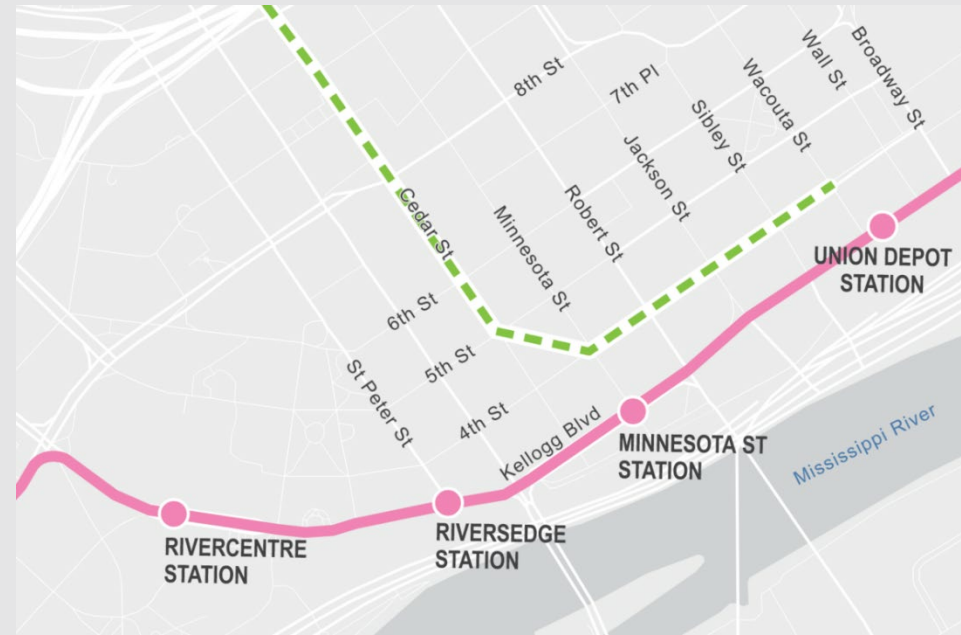 Broadway St
Wall St
Wacouta St
8th St
7th Pl
Sibley St
Jackson St
Robert St
Cedar St
Minnesota St
6th St
5th St
St Peter St
4th St
Kellogg Blvd
UNION DEPOT
STATION
MINNESOTA ST
STATION
Mississippi River
RIVERSEDGE
STATION
RIVERCENTRE
STATION